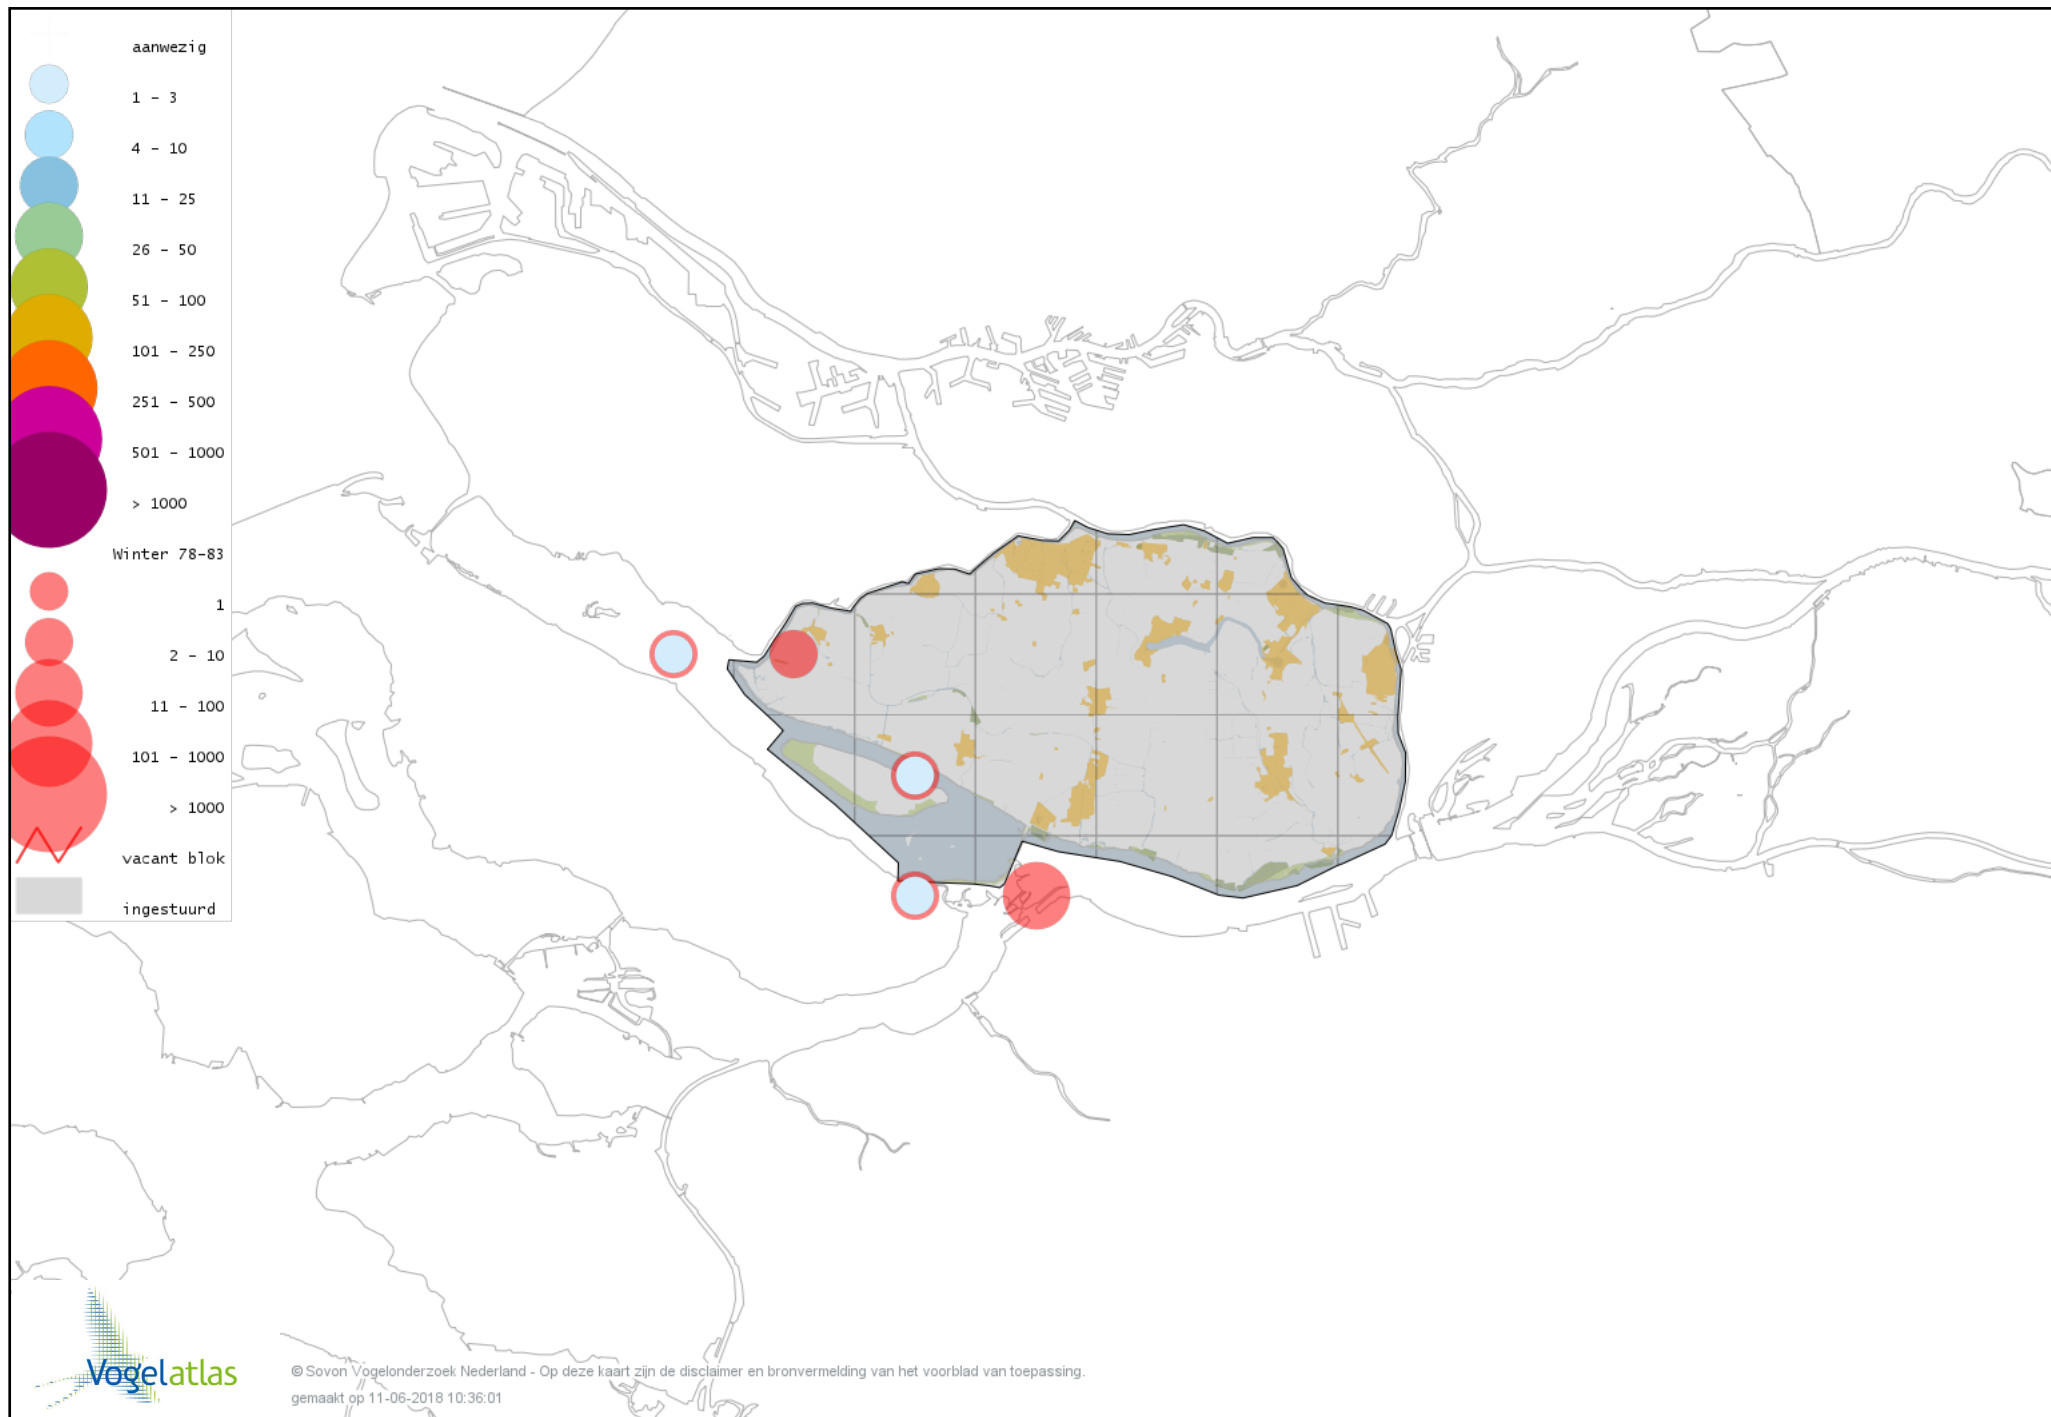 aanwezig
1 - 3
4 - 10
11 - 25
26 - 50
51 - 100
101 - 250
251 - 500
501 - 1000
> 1000
Winter 78-83
1
2 - 10
11 - 100
101 - 1000
> 1000
vacant blok
ingestuurd
Vogelatlas
© Sovon Vogelonderzoek Nederland - Op deze kaart zijn de disclaimer en bronvermelding van het voorblad van toepassing.
gemaakt op 11-06-2018 10:36:01